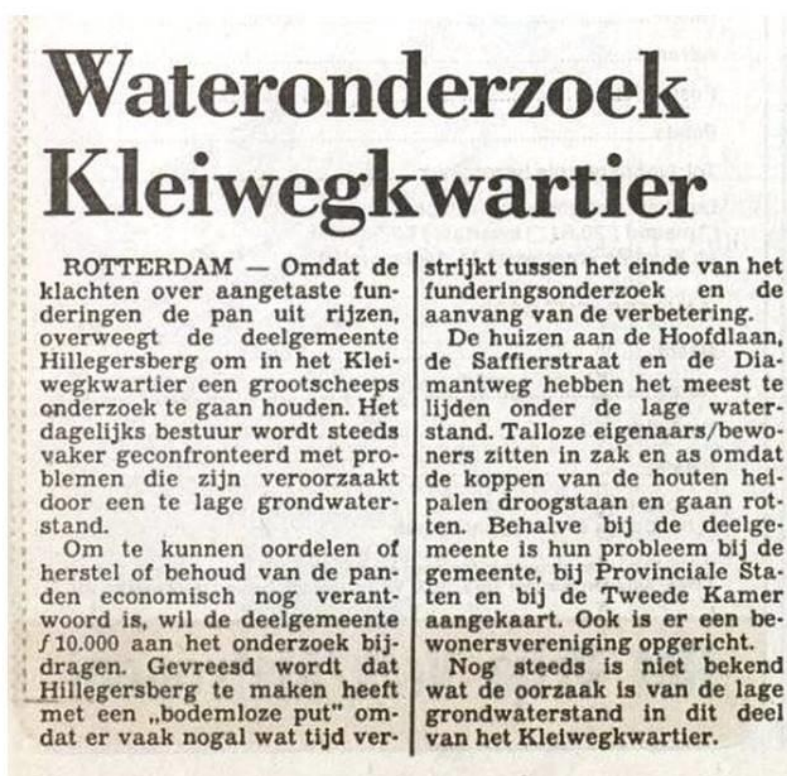 Wateronderzoek
Kleiwegkwartier
ROTTERDAM — Omdat de
klachten over aangetaste fun-
deringen de pan uit rijzen,
overweegt de deelgemeente
Hillegersberg om in het Klei-
wegkwartier een grootscheeps
onderzoek te gaan houden. Het
dagelijks bestuur wordt steeds
vaker geconfronteerd met pro-
blemen die zijn veroorzaakt
door een te lage grondwater-
stand.
Om te kunnen oordelen of
herstel of behoud van de pan-
den economisch nog verant-
woord is, wil de deelgemeente
ƒ 10.000 aan het onderzoek bij-
dragen. Gevreesd wordt dat
Hillegersberg te maken heeft
met een „bodemloze put” om-
dat er vaak nogal wat tijd ver-
strijkt tussen het einde van het
funderingsonderzoek en de
aanvang van de verbetering.
De huizen aan de Hoofdlaan,
de Saffierstraat en de Dia-
mantweg hebben het meest te
lijden onder de lage water-
stand. Talloze eigenaars/bewo-
ners zitten in zak en as omdat
de koppen van de houten hei-
palen droogstaan en gaan rot-
ten. Behalve bij de deelge-
meente is hun probleem bij de
gemeente, bij Provinciale Sta-
ten en bij de Tweede Kamer
aangekaart. Ook is er een be-
wonersvereniging opgericht.
Nog steeds is niet bekend
wat de oorzaak is van de lage
grondwaterstand in dit deel
van het Kleiwegkwartier.